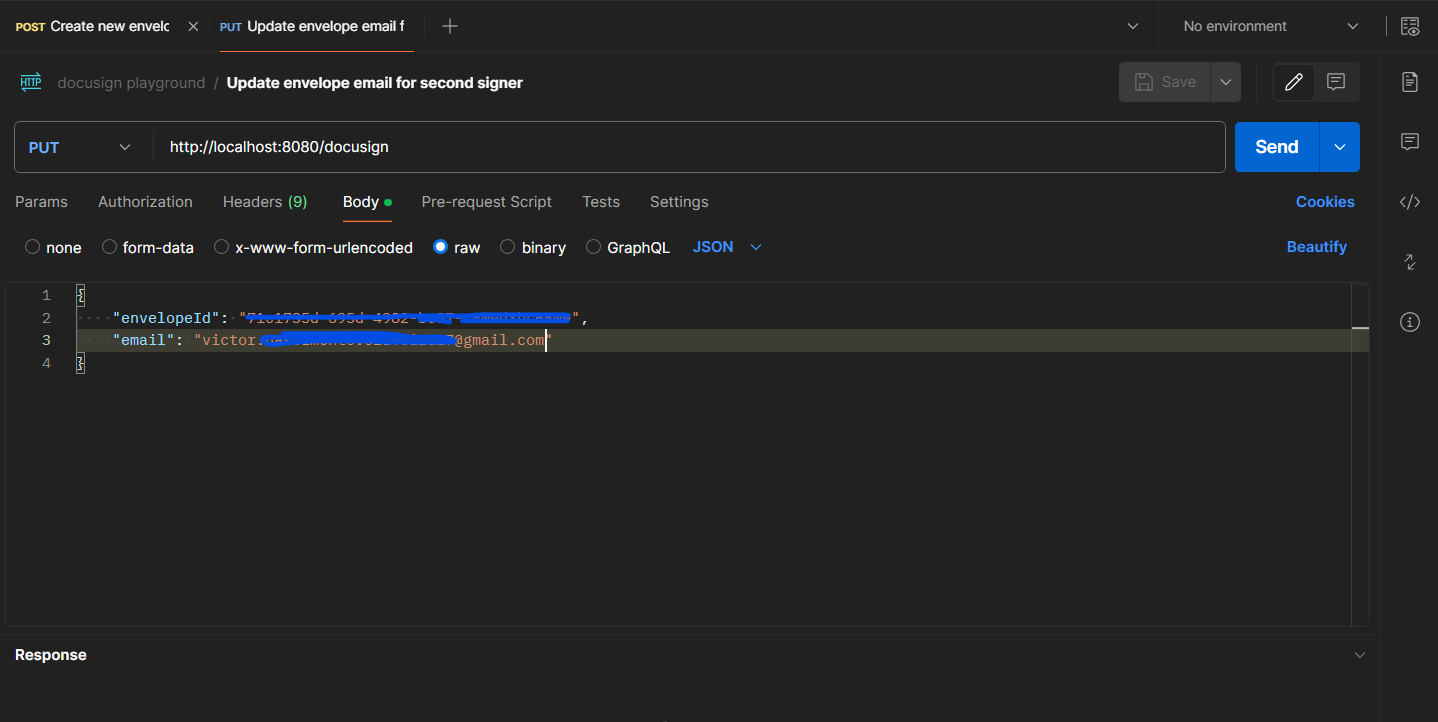 POST Create new envelc
PUT Update envelope email f
No environment
HTTP docusign playground / Update envelope email for second signer
Save
PUT http://localhost:8080/docusign
Send
Params Authorization Headers (9) Body Pre-request Script Tests Settings Cookies
none form-data x-www-form-urlencoded raw binary GraphQL JSON Beautify
1 {
2 "envelopeId": "",
3 "email": "victor.@gmail.com"
4 }
Response